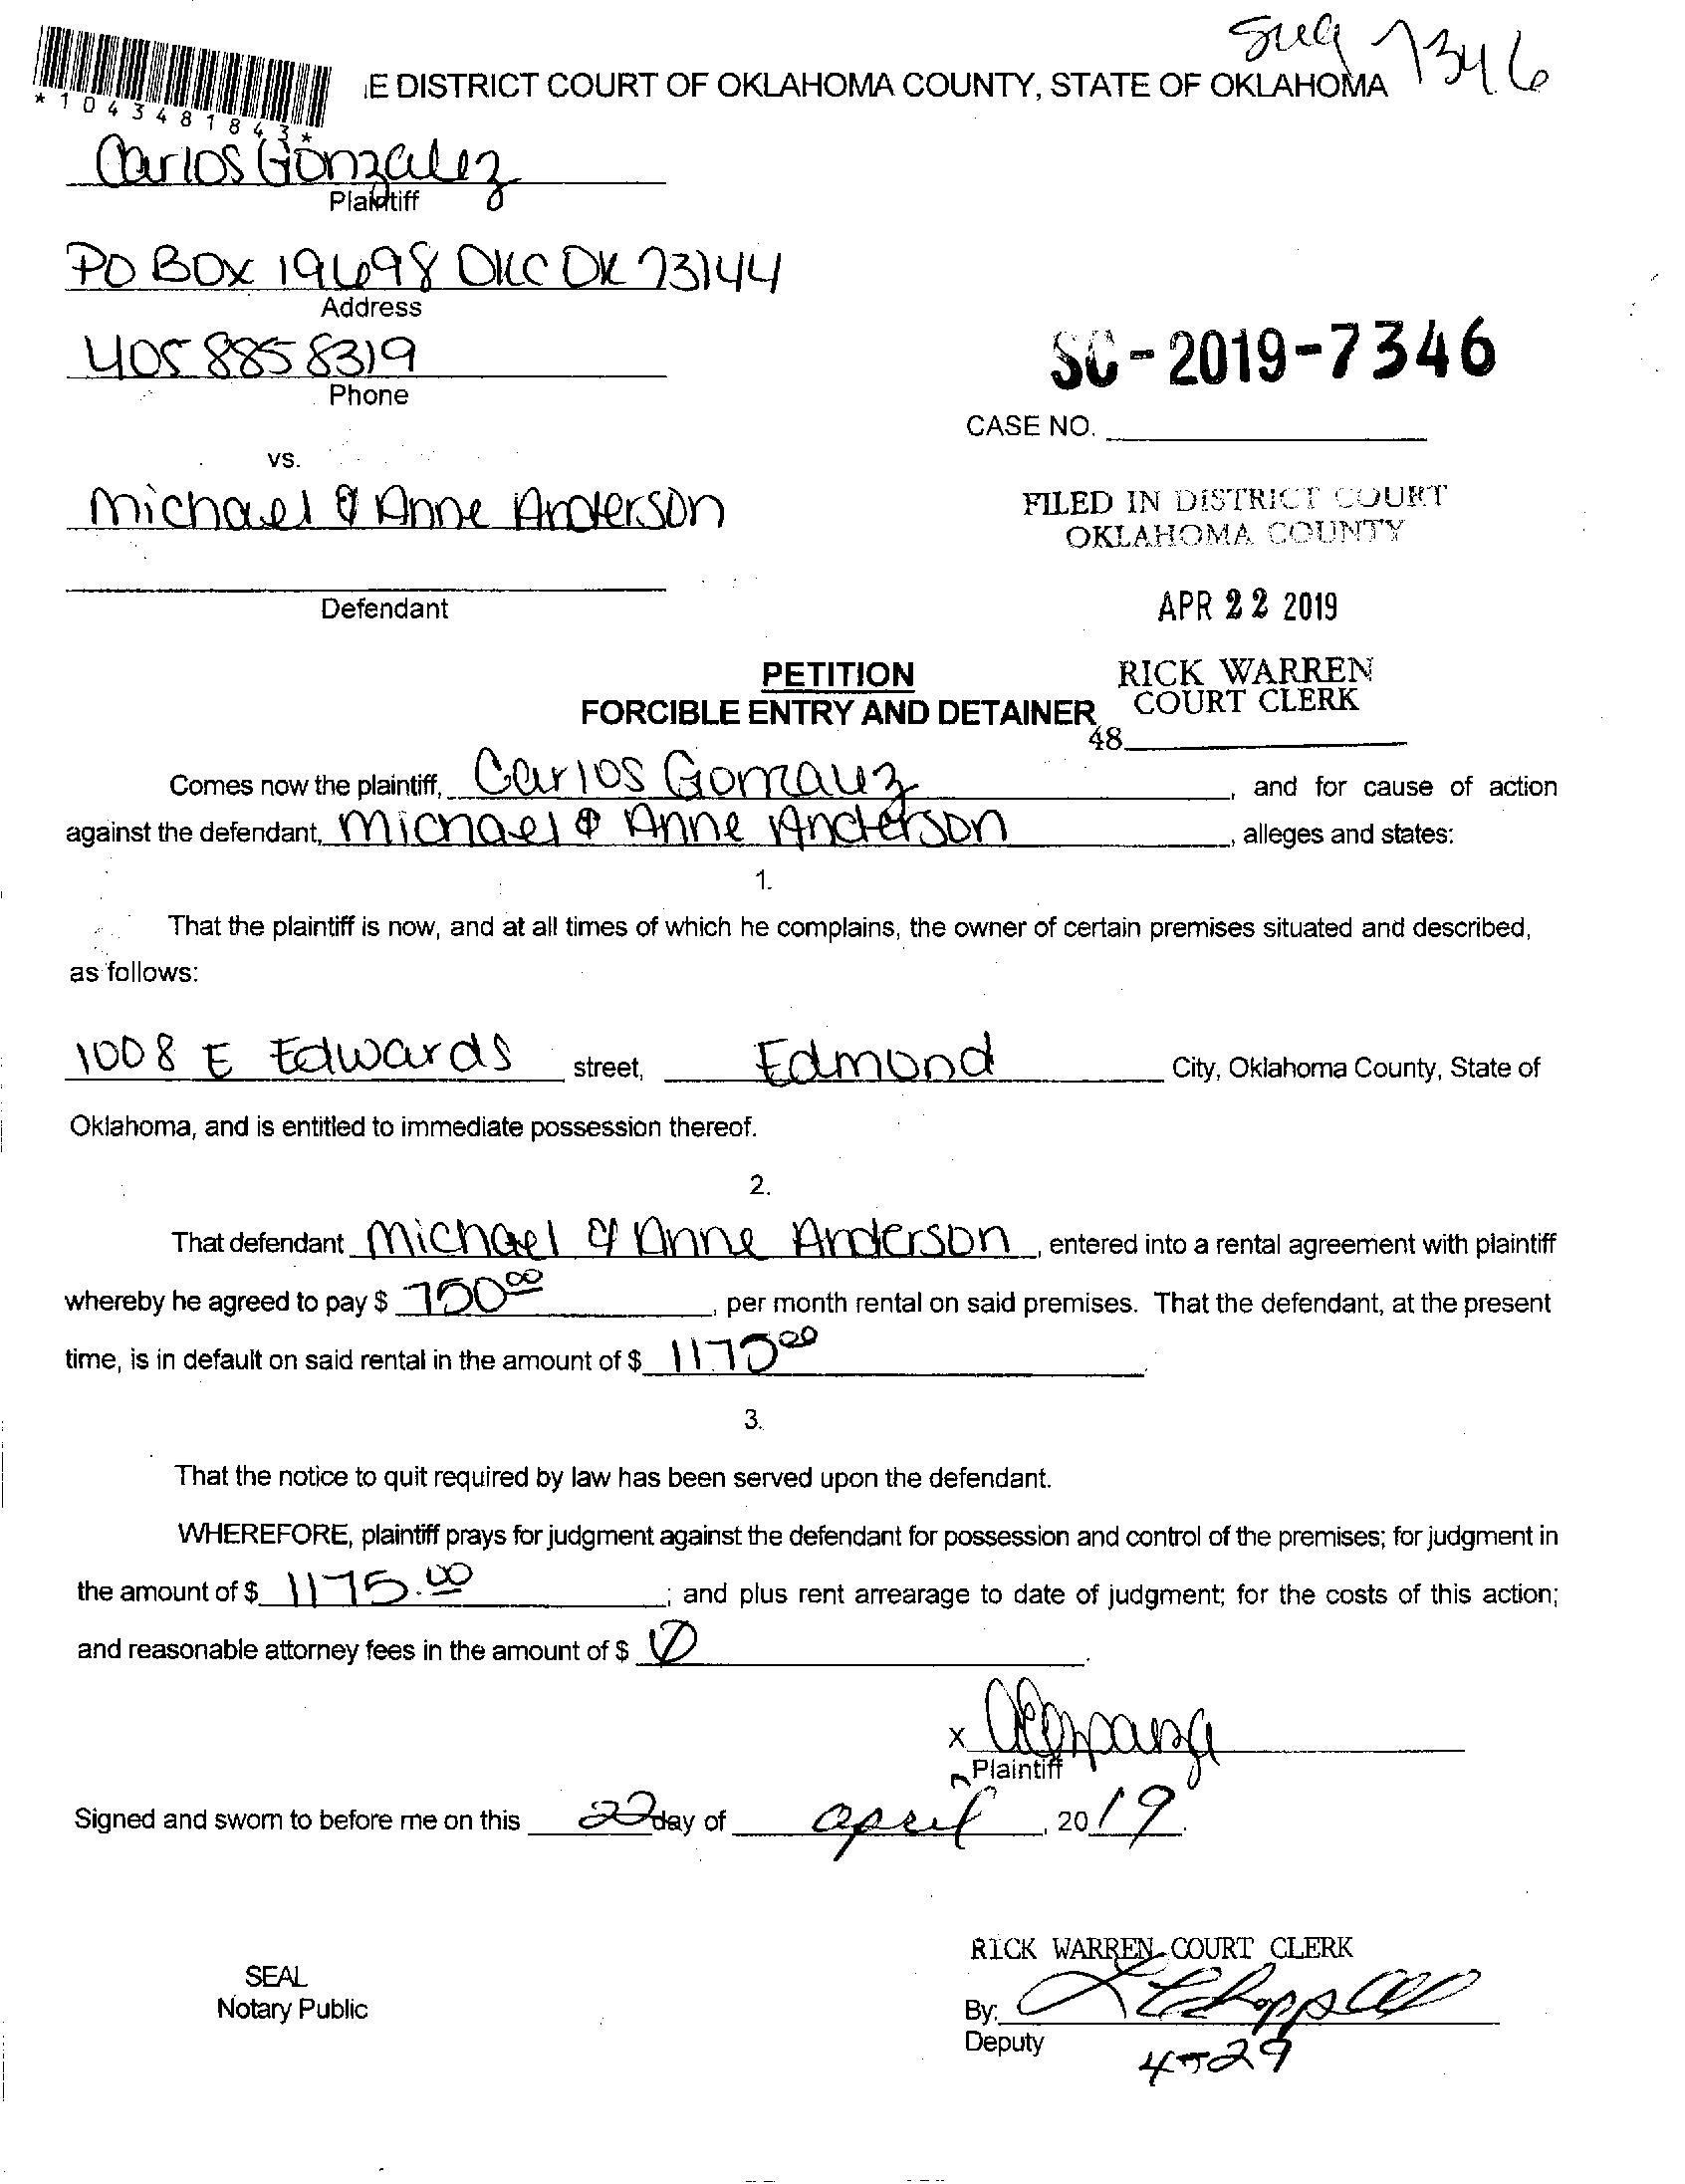 7346
E DISTRICT COURT OF OKLAHOMA COUNTY, STATE OF OKLAHOMA
*1043481843*
Carlos Gonzalez
Plaintiff
PO BOX 19698 OKC OK 73144
Address
405 885 8319
Phone
SC-2019-7346
CASE NO.
vs.
Michael & Anne Anderson
FILED IN DISTRICT COURT
OKLAHOMA COUNTY
Defendant
APR 22 2019
PETITION
RICK WARREN
FORCIBLE ENTRY AND DETAINER
COURT CLERK
48
Comes now the plaintiff, Carlos Gonzalez, and for cause of action
against the defendant, Michael & Anne Anderson, alleges and states:
1.
That the plaintiff is now, and at all times of which he complains, the owner of certain premises situated and described,
as follows:
1008 E Edwards street, Edmond City, Oklahoma County, State of
Oklahoma, and is entitled to immediate possession thereof.
2.
That defendant Michael & Anne Anderson, entered into a rental agreement with plaintiff
whereby he agreed to pay $ 750 00, per month rental on said premises. That the defendant, at the present
time, is in default on said rental in the amount of $ 1175 00.
3.
That the notice to quit required by law has been served upon the defendant.
WHEREFORE, plaintiff prays for judgment against the defendant for possession and control of the premises; for judgment in
the amount of $ 1175.00; and plus rent arrearage to date of judgment; for the costs of this action;
and reasonable attorney fees in the amount of $ 0.
x
Plaintiff
Signed and sworn to before me on this 22 day of april, 2019.
RICK WARREN COURT CLERK
SEAL
Notary Public
By:
Deputy
4-29